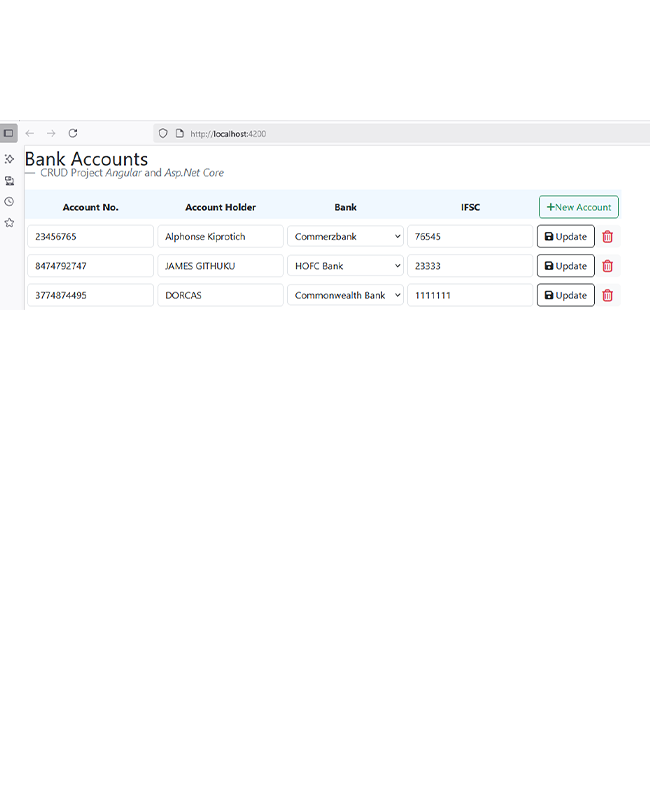 http://localhost:4200
Bank Accounts
— CRUD Project Angular and Asp.Net Core
Account No. Account Holder Bank IFSC +New Account
23456765 Alphonse Kiprotich Commerzbank 76545 Update
8474792747 JAMES GITHUKU HOFC Bank 23333 Update
3774874495 DORCAS Commonwealth Bank 1111111 Update